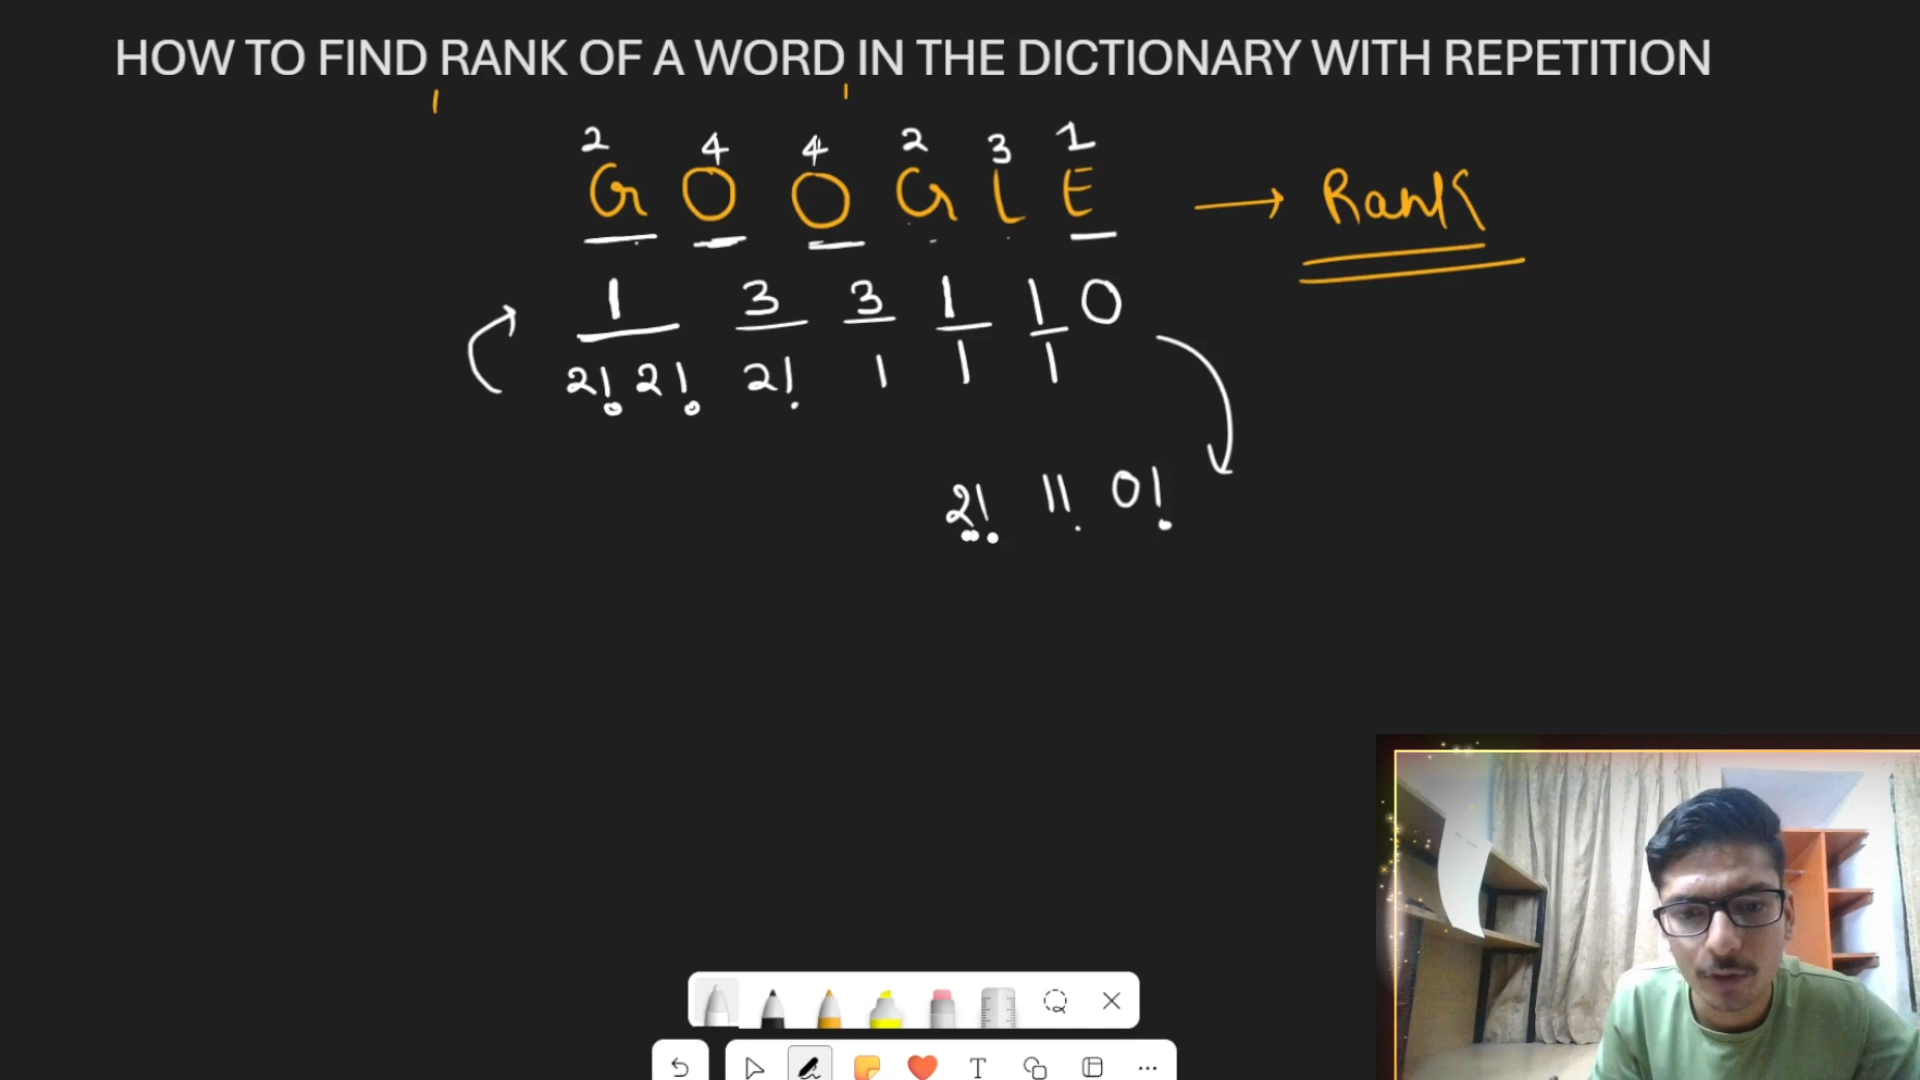 HOW TO FIND RANK OF A WORD IN THE DICTIONARY WITH REPETITION
2 4 4 2 3 1
G O O G L E → Rank
1 3 3 1 1 0
2! 2! 2! 1 1 1
2! 1! 0!
T